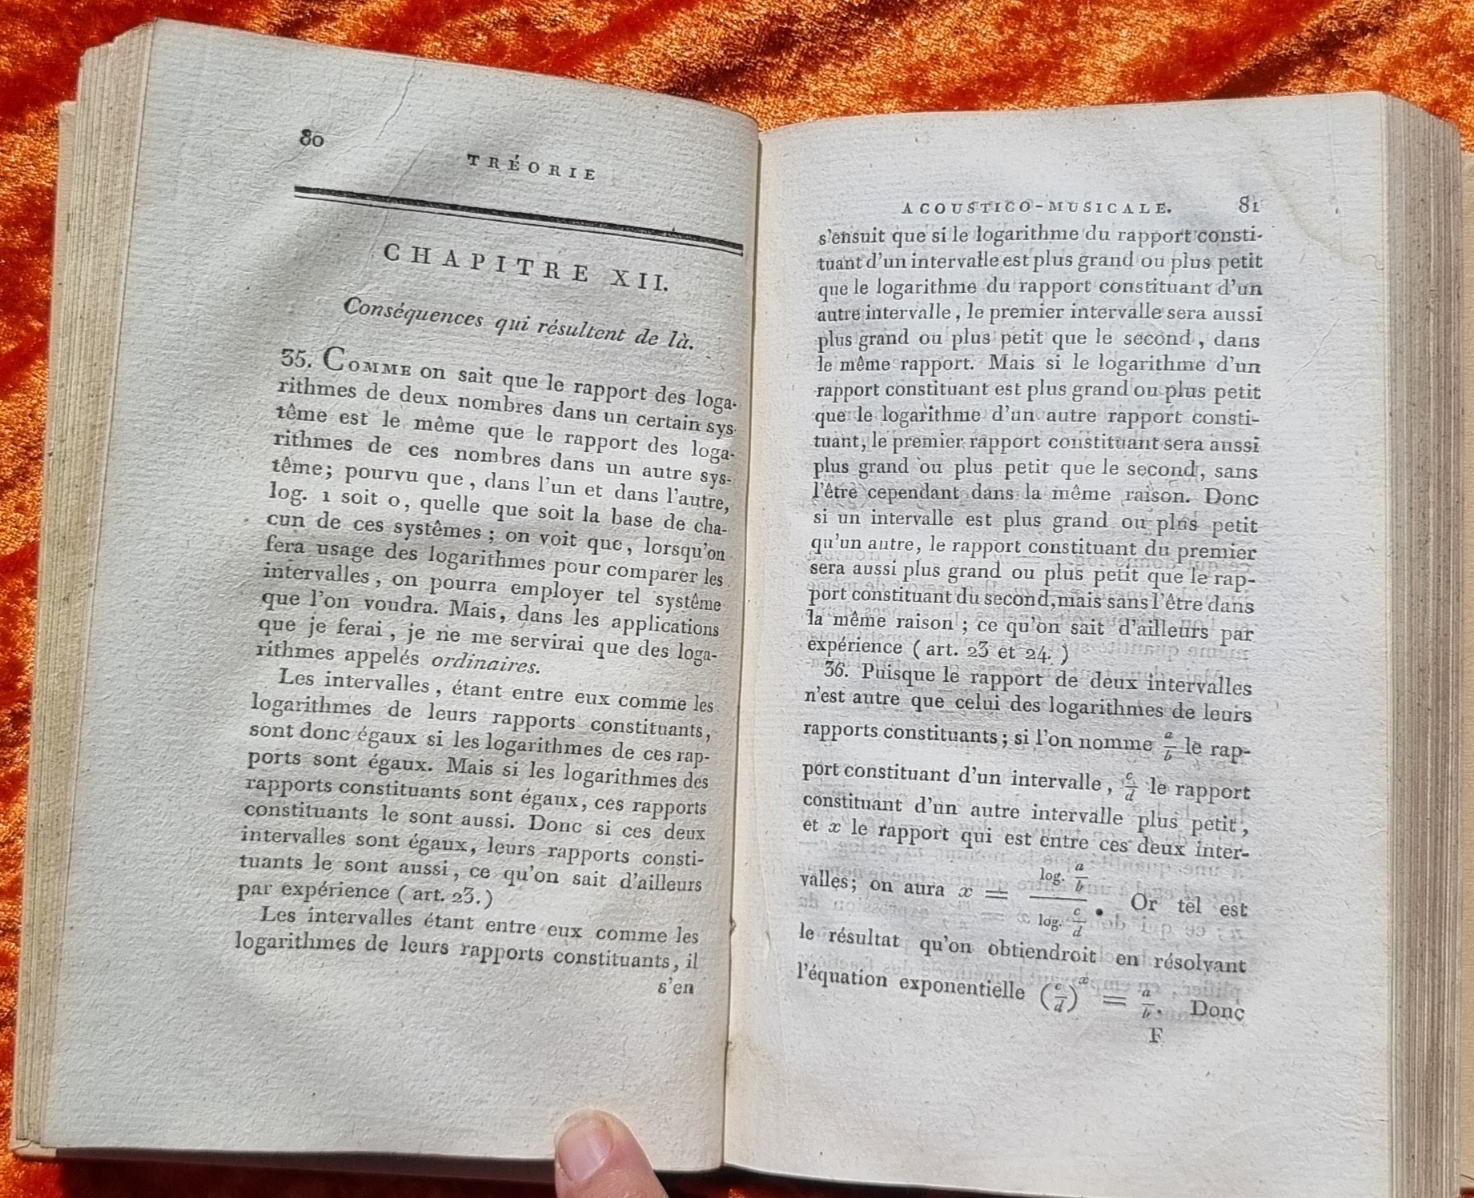 80
TRÉORIE
CHAPITRE XII.
Conséquences qui résultent de là.
35. COMME on sait que le rapport des loga-
rithmes de deux nombres dans un certain sys-
tême est le même que le rapport des loga-
rithmes de ces nombres dans un autre sys-
tême; pourvu que, dans l'un et dans l'autre,
log. 1 soit 0, quelle que soit la base de cha-
cun de ces systêmes; on voit que, lorsqu'on
fera usage des logarithmes pour comparer les
intervalles, on pourra employer tel systême
que l'on voudra. Mais, dans les applications
que je ferai, je ne me servirai que des loga-
rithmes appelés ordinaires.
Les intervalles, étant entre eux comme les
logarithmes de leurs rapports constituants,
sont donc égaux si les logarithmes de ces rap-
ports sont égaux. Mais si les logarithmes des
rapports constituants sont égaux, ces rapports
constituants le sont aussi. Donc si ces deux
intervalles sont égaux, leurs rapports consti-
tuants le sont aussi, ce qu'on sait d'ailleurs
par expérience (art. 23.)
Les intervalles étant entre eux comme les
logarithmes de leurs rapports constituants, il
s'en
ACOUSTICO-MUSICALE. 81
s'ensuit que si le logarithme du rapport consti-
tuant d'un intervalle est plus grand ou plus petit
que le logarithme du rapport constituant d'un
autre intervalle, le premier intervalle sera aussi
plus grand ou plus petit que le second, dans
le même rapport. Mais si le logarithme d'un
rapport constituant est plus grand ou plus petit
que le logarithme d'un autre rapport consti-
tuant, le premier rapport constituant sera aussi
plus grand ou plus petit que le second, sans
l'être cependant dans la même raison. Donc
si un intervalle est plus grand ou plus petit
qu'un autre, le rapport constituant du premier
sera aussi plus grand ou plus petit que le rap-
port constituant du second, mais sans l'être dans
la même raison; ce qu'on sait d'ailleurs par
expérience (art. 23 et 24.)
36. Puisque le rapport de deux intervalles
n'est autre que celui des logarithmes de leurs
rapports constituants; si l'on nomme a/b le rap-
port constituant d'un intervalle, c/d le rapport
constituant d'un autre intervalle plus petit,
et x le rapport qui est entre ces deux inter-
valles; on aura x = log. a/b / log. c/d. Or tel est
le résultat qu'on obtiendroit en résolvant
l'équation exponentielle (c/d)^x = a/b. Donc
F